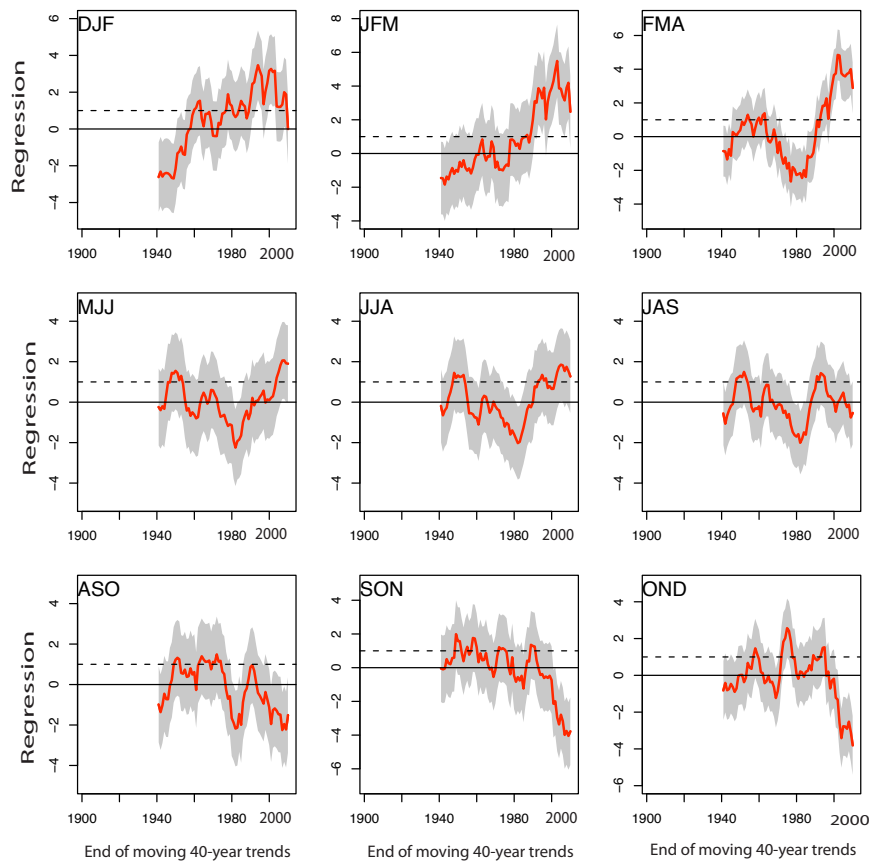 DJF
JFM
FMA
Regression
-4 -2 0 2 4 6
-4 -2 0 2 4 6 8
-4 -2 0 2 4 6
1900 1940 1980 2000
1900 1940 1980 2000
1900 1940 1980 2000
MJJ
JJA
JAS
Regression
-4 -2 0 2 4
-4 -2 0 2 4
-4 -2 0 2 4
1900 1940 1980 2000
1900 1940 1980 2000
1900 1940 1980 2000
ASO
SON
OND
Regression
-4 -2 0 2 4
-6 -4 -2 0 2 4
-6 -4 -2 0 2 4
1900 1940 1980 2000
1900 1940 1980 2000
1900 1940 1980 2000
End of moving 40-year trends
End of moving 40-year trends
End of moving 40-year trends